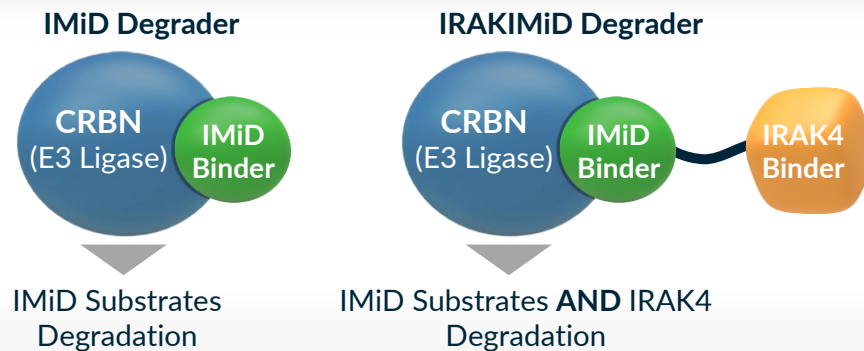 IMiD Degrader
CRBN
(E3 Ligase)
IMiD
Binder
IMiD Substrates
Degradation
IRAKIMiD Degrader
CRBN
(E3 Ligase)
IMiD
Binder
IRAK4
Binder
IMiD Substrates AND IRAK4
Degradation